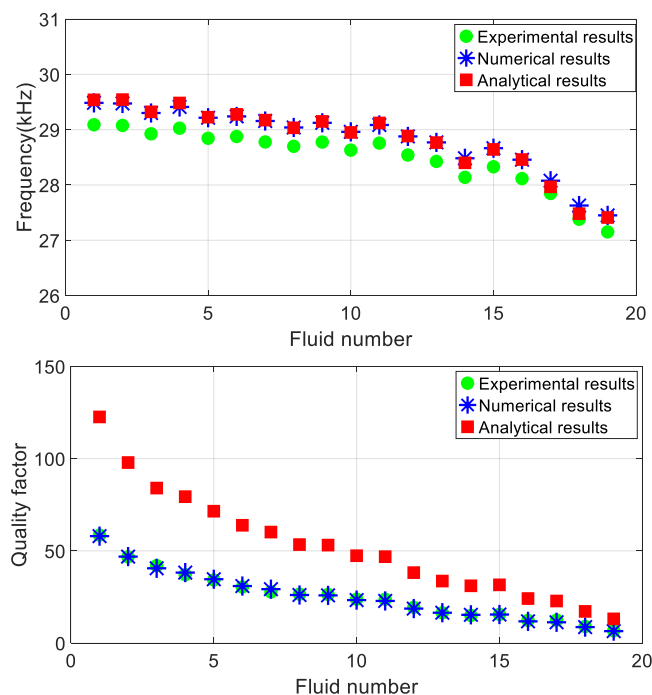 31
30
29
28
27
26
Frequency(kHz)
Experimental results
Numerical results
Analytical results
0 5 10 15 20
Fluid number
150
100
50
0
Quality factor
Experimental results
Numerical results
Analytical results
0 5 10 15 20
Fluid number